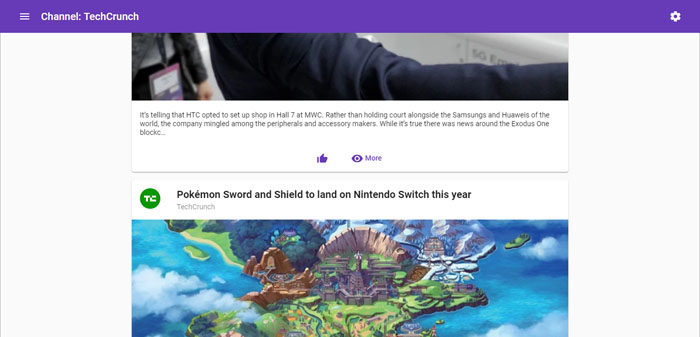 Channel: TechCrunch
5G
It's telling that HTC opted to set up shop in Hall 7 at MWC. Rather than holding court alongside the Samsungs and Huaweis of the
world, the company mingled among the peripherals and accessory makers. While it's true there was news around the Exodus One
blockc...
More
Pokémon Sword and Shield to land on Nintendo Switch this year
TechCrunch